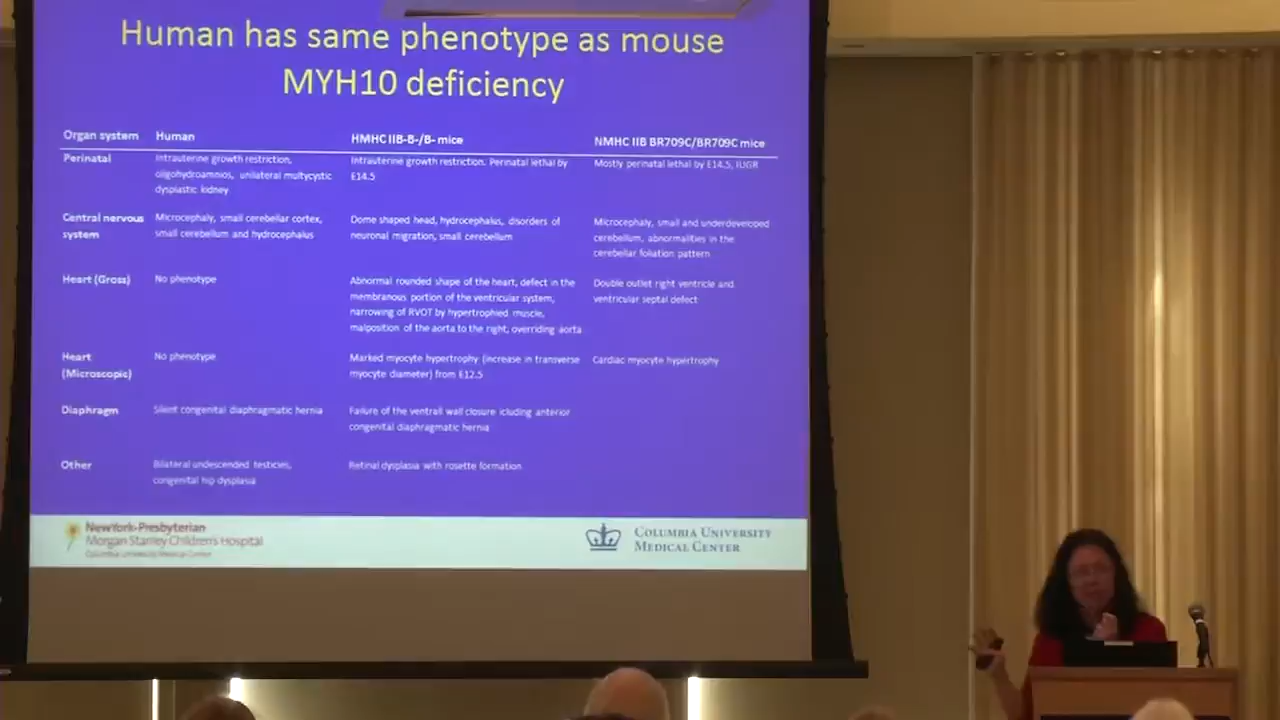 Human has same phenotype as mouse
MYH10 deficiency
Organ system Human HMHC IIB-B-/B- mice NMHC IIB BR709C/BR709C mice
Perinatal Intrauterine growth restriction, Intrauterine growth restriction. Perinatal lethal by Mostly perinatal lethal by E14.5, IUGR
oligohydroamnios, unilateral multycystic E14.5
dysplastic kidney
Central nervous Microcephaly, small cerebellar cortex, Dome shaped head, hydrocephalus, disorders of Microcephaly, small and underdeveloped
system small cerebellum and hydrocephalus neuronal migration, small cerebellum cerebellum, abnormalities in the
cerebellar foliation pattern
Heart (Gross) No phenotype Abnormal rounded shape of the heart, defect in the Double outlet right ventricle and
membranous portion of the ventricular system, ventricular septal defect
narrowing of RVOT by hypertrophied muscle,
malposition of the aorta to the right, overriding aorta
Heart No phenotype Marked myocyte hypertrophy (increase in transverse Cardiac myocyte hypertrophy
(Microscopic) myocyte diameter) from E12.5
Diaphragm Silent congenital diaphragmatic hernia Failure of the ventrall wall closure icluding anterior
congenital diaphragmatic hernia
Other Bilateral undescended testicies, Retinal dysplasia with rosette formation
congenital hip dysplasia
NewYork-Presbyterian
Morgan Stanley Children's Hospital
Columbia University Medical Center
COLUMBIA UNIVERSITY
MEDICAL CENTER